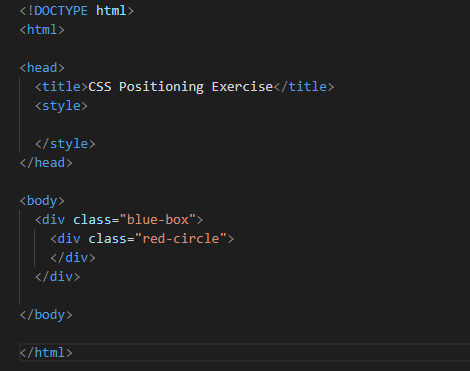 <!DOCTYPE html>
<html>
<head>
<title>CSS Positioning Exercise</title>
<style>
</style>
</head>
<body>
<div class="blue-box">
<div class="red-circle">
</div>
</div>
</body>
</html>